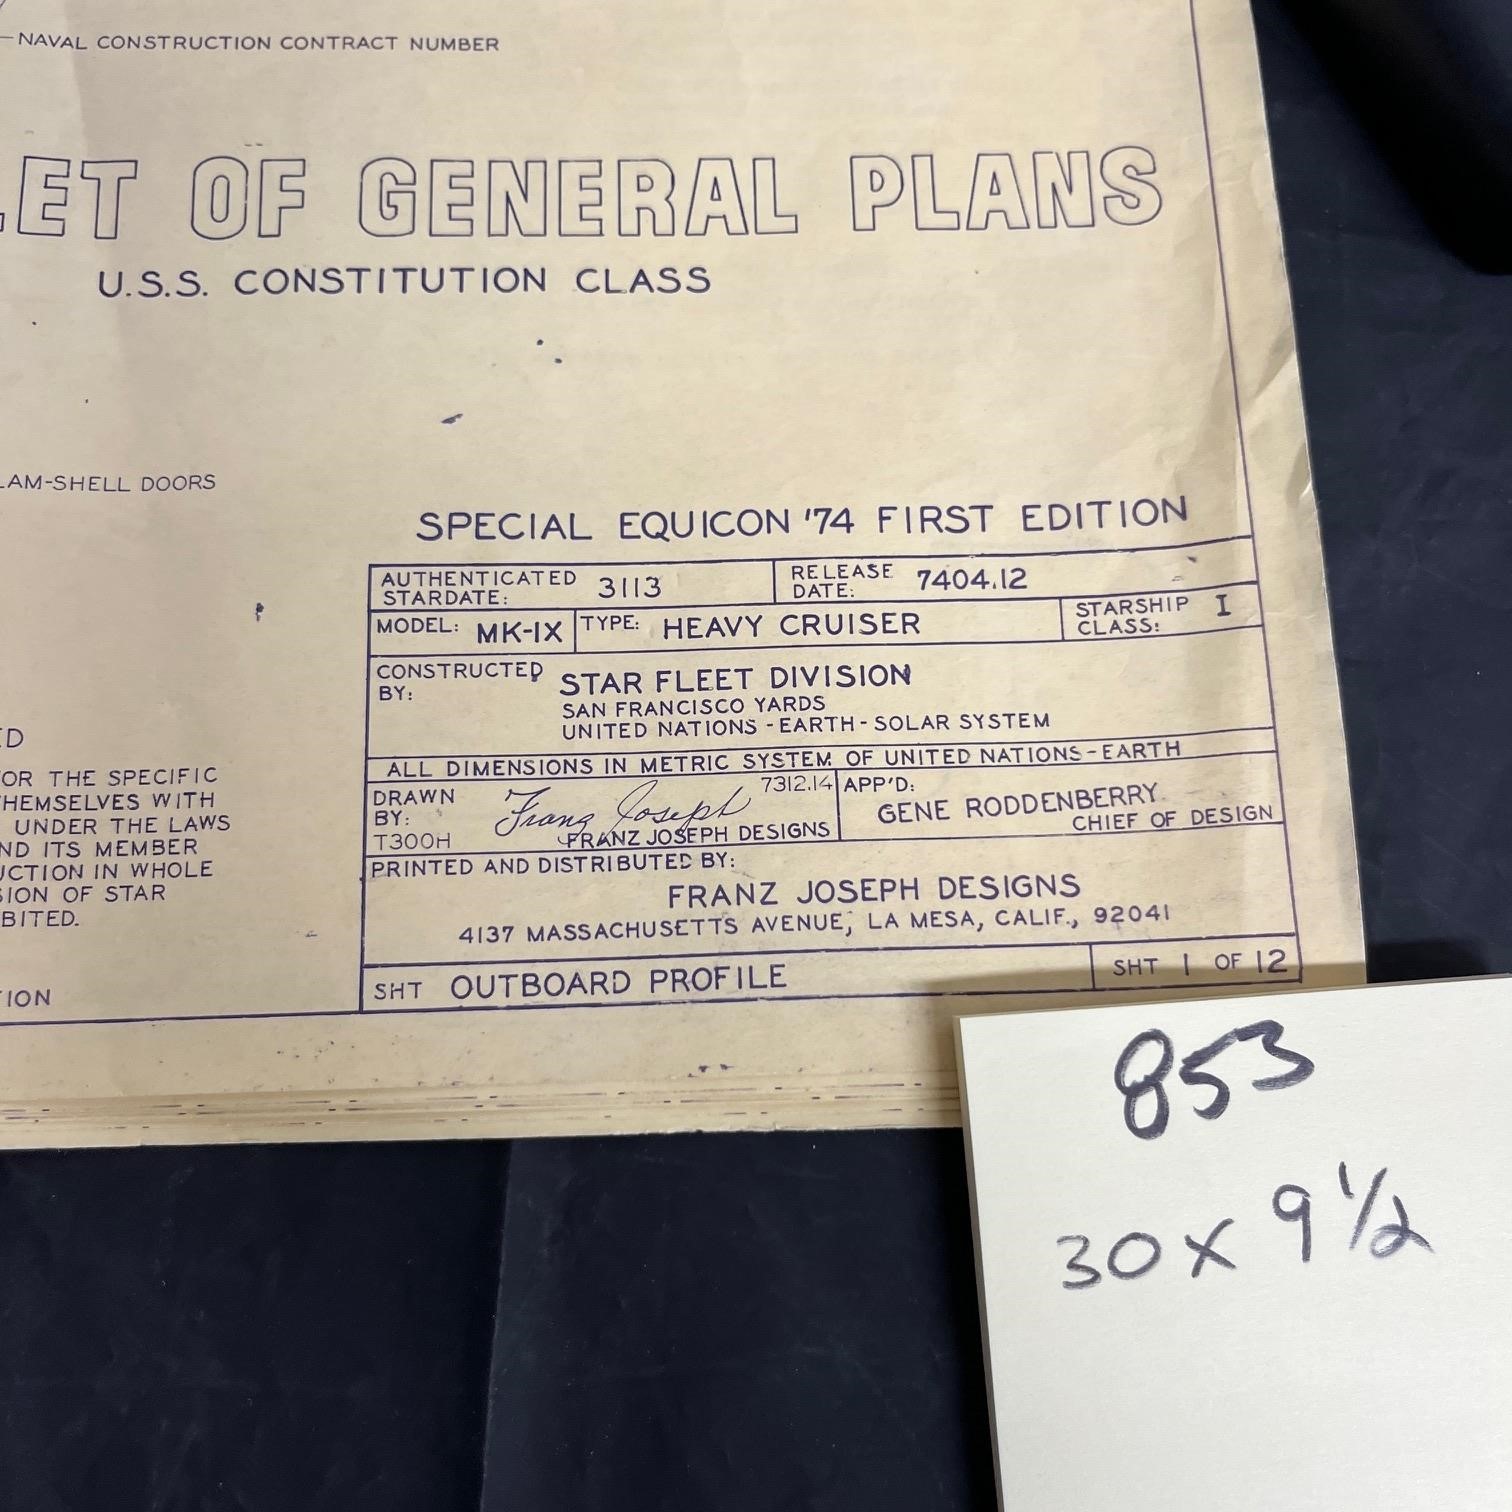 NAVAL CONSTRUCTION CONTRACT NUMBER
LET OF GENERAL PLANS
U.S.S. CONSTITUTION CLASS
LAM-SHELL DOORS
SPECIAL EQUICON '74 FIRST EDITION
AUTHENTICATED STARDATE: 3113
RELEASE DATE: 7404.12
MODEL: MK-IX
TYPE: HEAVY CRUISER
STARSHIP CLASS: I
CONSTRUCTED BY: STAR FLEET DIVISION
SAN FRANCISCO YARDS
UNITED NATIONS - EARTH - SOLAR SYSTEM
ALL DIMENSIONS IN METRIC SYSTEM OF UNITED NATIONS - EARTH
DRAWN BY: T300H
Franz Joseph
7312.14
FRANZ JOSEPH DESIGNS
APP'D: GENE RODDENBERRY
CHIEF OF DESIGN
PRINTED AND DISTRIBUTED BY:
FRANZ JOSEPH DESIGNS
4137 MASSACHUSETTS AVENUE, LA MESA, CALIF., 92041
SHT OUTBOARD PROFILE
SHT 1 OF 12
ED
OR THE SPECIFIC
THEMSELVES WITH
UNDER THE LAWS
ND ITS MEMBER
UCTION IN WHOLE
SION OF STAR
BITED.
TION
853
30 x 9 1/2